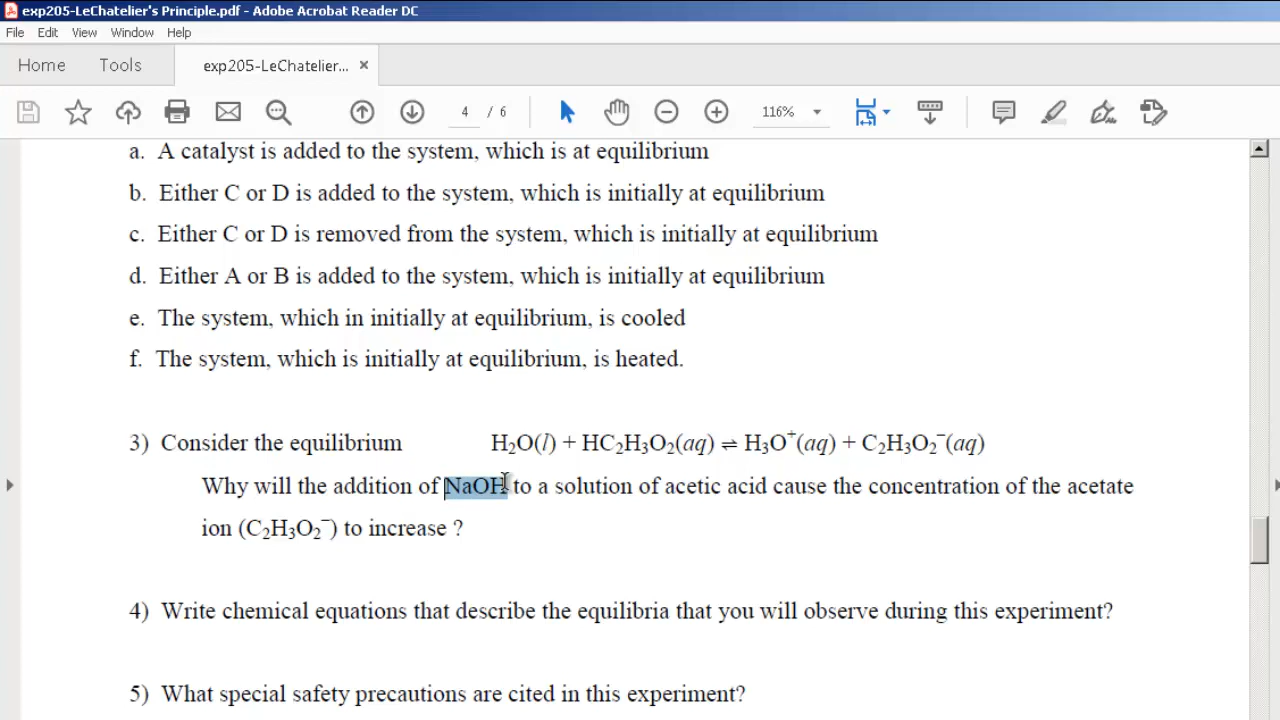 exp205-LeChatelier's Principle.pdf - Adobe Acrobat Reader DC
File Edit View Window Help
Home Tools exp205-LeChatelier... ×
4 / 6 116%
a. A catalyst is added to the system, which is at equilibrium
b. Either C or D is added to the system, which is initially at equilibrium
c. Either C or D is removed from the system, which is initially at equilibrium
d. Either A or B is added to the system, which is initially at equilibrium
e. The system, which in initially at equilibrium, is cooled
f. The system, which is initially at equilibrium, is heated.
3) Consider the equilibrium H₂O(l) + HC₂H₃O₂(aq) ⇌ H₃O⁺(aq) + C₂H₃O₂⁻(aq)
Why will the addition of NaOH to a solution of acetic acid cause the concentration of the acetate
ion (C₂H₃O₂⁻) to increase ?
4) Write chemical equations that describe the equilibria that you will observe during this experiment?
5) What special safety precautions are cited in this experiment?